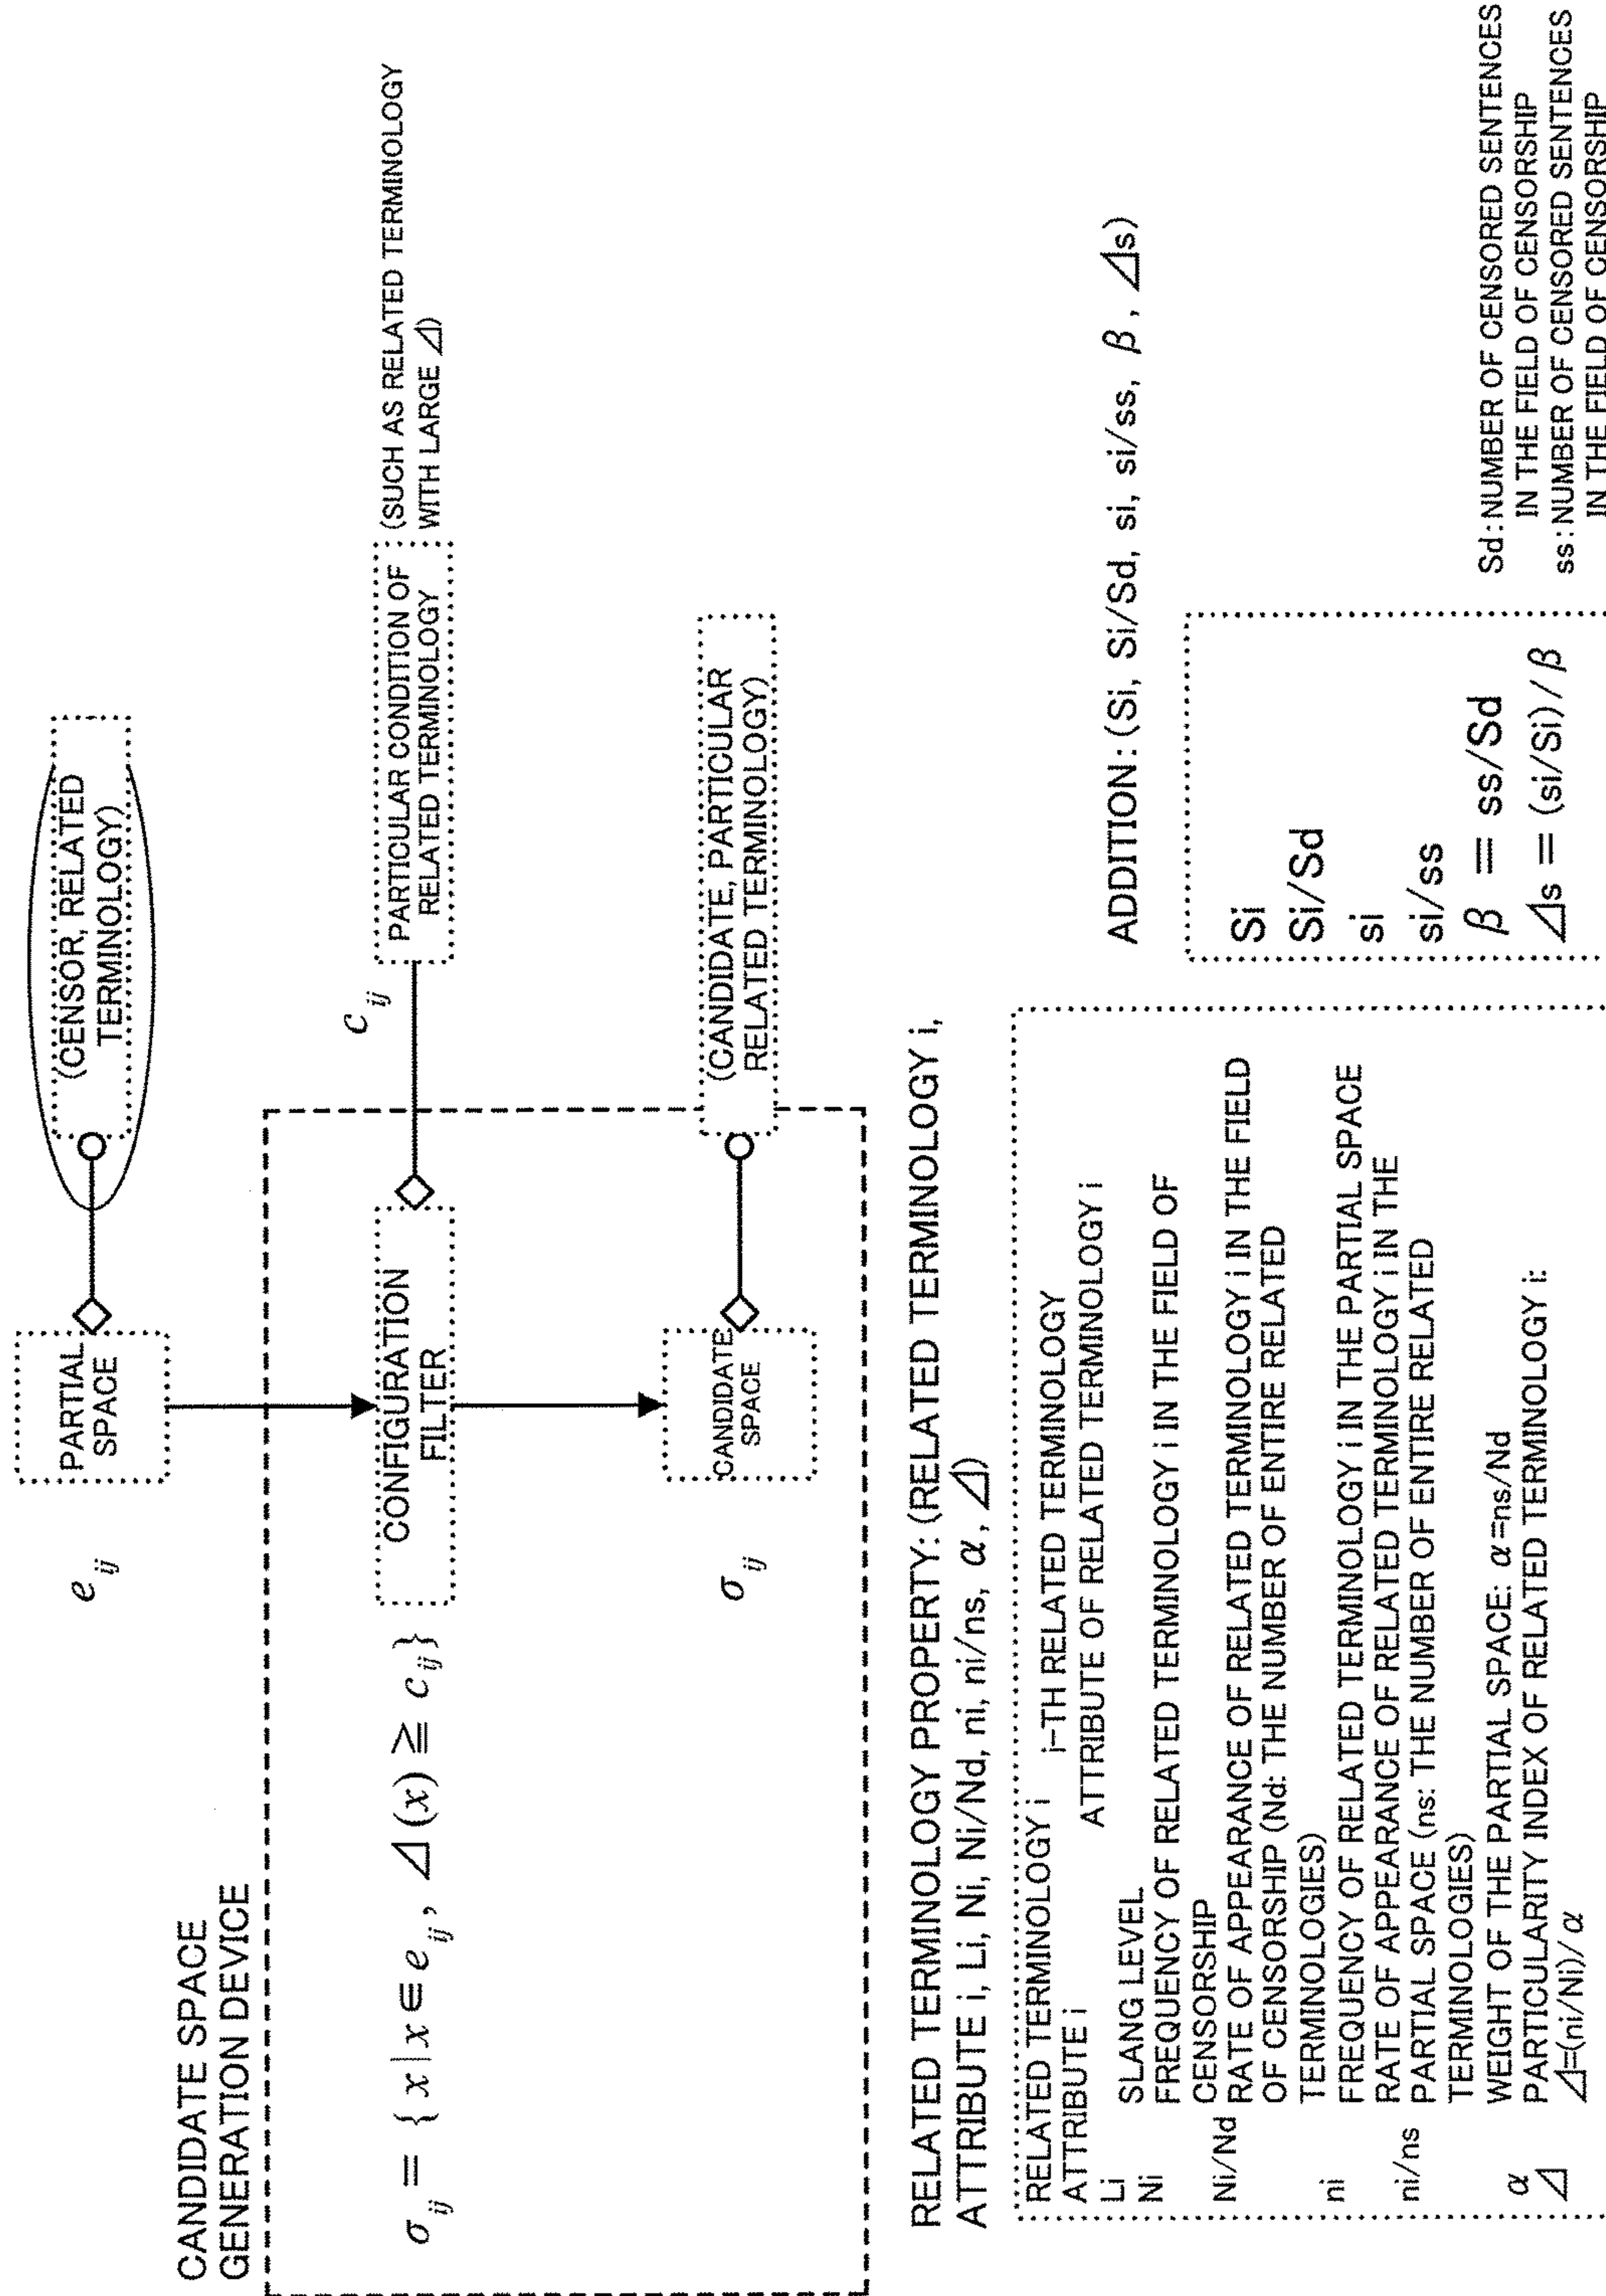 CANDIDATE SPACE
GENERATION DEVICE
e ij
PARTIAL
SPACE
(CENSOR, RELATED
TERMINOLOGY)
σ ij = { x | x ∈ e ij , ⊿ (x) ≧ c ij }
CONFIGURATION
FILTER
c ij
PARTICULAR CONDITION OF
RELATED TERMINOLOGY
(SUCH AS RELATED TERMINOLOGY
WITH LARGE ⊿)
σ ij
CANDIDATE
SPACE
(CANDIDATE, PARTICULAR
RELATED TERMINOLOGY)
RELATED TERMINOLOGY PROPERTY: (RELATED TERMINOLOGY i,
ATTRIBUTE i, Li, Ni, Ni/Nd, ni, ni/ns, α, ⊿)
RELATED TERMINOLOGY i i-TH RELATED TERMINOLOGY
ATTRIBUTE i ATTRIBUTE OF RELATED TERMINOLOGY i
Li SLANG LEVEL
Ni FREQUENCY OF RELATED TERMINOLOGY i IN THE FIELD OF
CENSORSHIP
Ni/Nd RATE OF APPEARANCE OF RELATED TERMINOLOGY i IN THE FIELD
OF CENSORSHIP (Nd: THE NUMBER OF ENTIRE RELATED
TERMINOLOGIES)
ni FREQUENCY OF RELATED TERMINOLOGY i IN THE PARTIAL SPACE
ni/ns RATE OF APPEARANCE OF RELATED TERMINOLOGY i IN THE
PARTIAL SPACE (ns: THE NUMBER OF ENTIRE RELATED
TERMINOLOGIES)
α WEIGHT OF THE PARTIAL SPACE: α=ns/Nd
⊿ PARTICULARITY INDEX OF RELATED TERMINOLOGY i:
⊿=(ni/Ni)/α
ADDITION: (Si, Si/Sd, si, si/ss, β, ⊿s)
Si
Si/Sd
si
si/ss
β = ss/Sd
⊿s = (si/Si)/β
Sd:NUMBER OF CENSORED SENTENCES
IN THE FIELD OF CENSORSHIP
ss:NUMBER OF CENSORED SENTENCES
IN THE FIELD OF CENSORSHIP